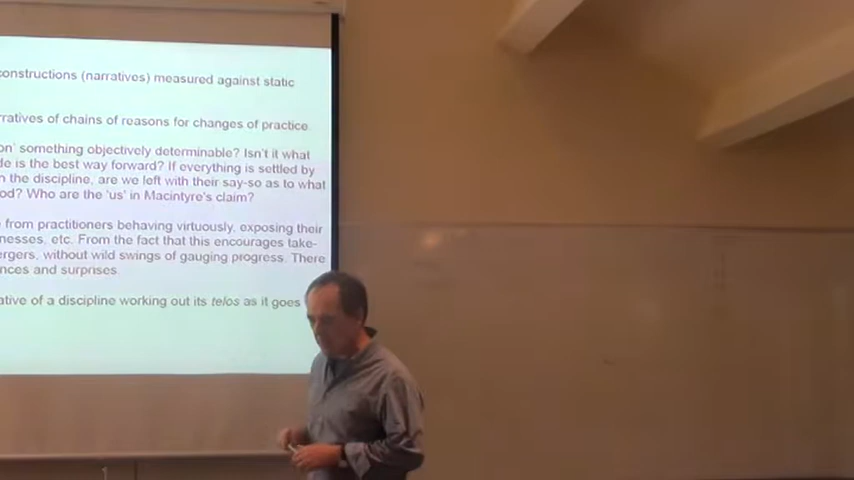 constructions (narratives) measured against static
rratives of chains of reasons for changes of practice
on' something objectively determinable? Isn't it what
de is the best way forward? If everything is settled by
n the discipline, are we left with their say-so as to what
od? Who are the 'us' in Macintyre's claim?
from practitioners behaving virtuously, exposing their
nesses, etc. From the fact that this encourages take-
ergers, without wild swings of gauging progress. There
nces and surprises.
ative of a discipline working out its telos as it goes